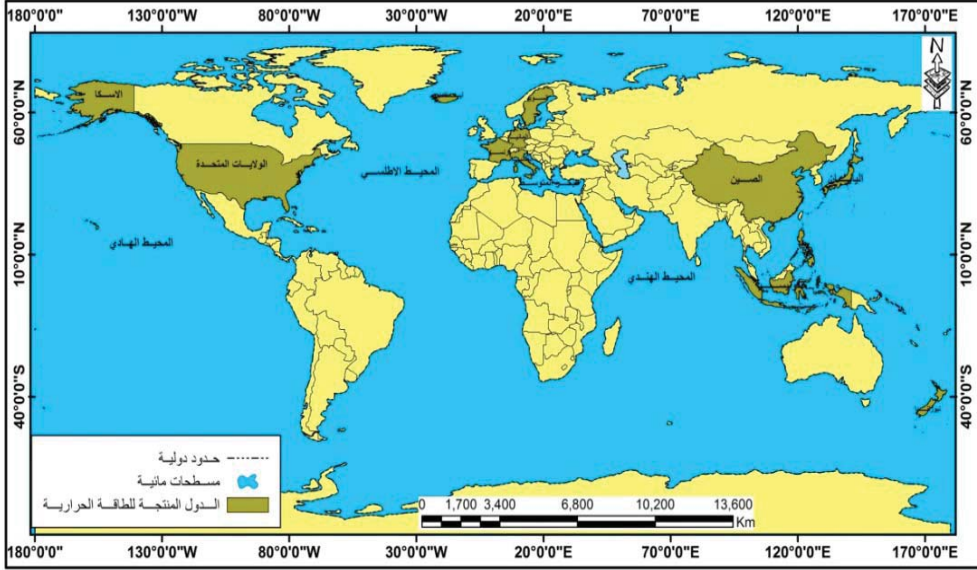 180°0'0" 130°0'0"W 80°0'0"W 30°0'0"W 20°0'0"E 70°0'0"E 120°0'0"E 170°0'0"E
N
60°0'0"N
10°0'0"N
40°0'0"S
60°0'0"N
10°0'0"N
40°0'0"S
الاسكا
الولايات المتحدة
المحيط الاطلسي
الصين
اليابان
المحيط الهادي
المحيط الهندي
حدود دولية
مسطحات مائية
الدول المنتجة للطاقة الحرارية
0 1,700 3,400 6,800 10,200 13,600
Km
180°0'0" 130°0'0"W 80°0'0"W 30°0'0"W 20°0'0"E 70°0'0"E 120°0'0"E 170°0'0"E